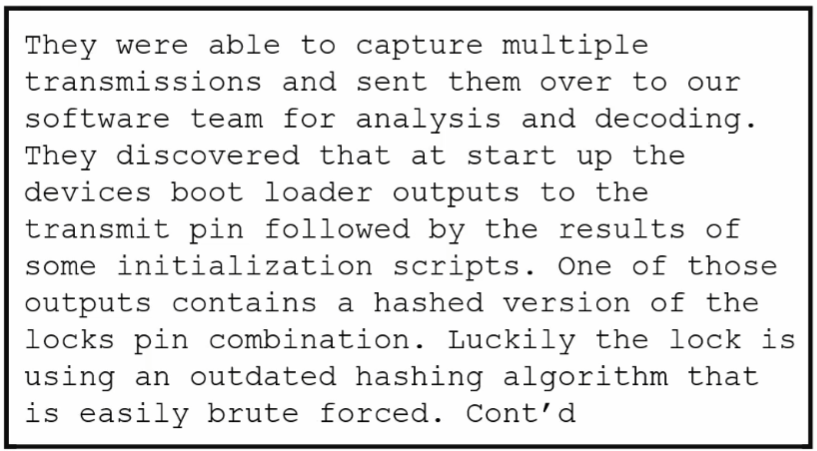 They were able to capture multiple
transmissions and sent them over to our
software team for analysis and decoding.
They discovered that at start up the
devices boot loader outputs to the
transmit pin followed by the results of
some initialization scripts. One of those
outputs contains a hashed version of the
locks pin combination. Luckily the lock is
using an outdated hashing algorithm that
is easily brute forced. Cont’d